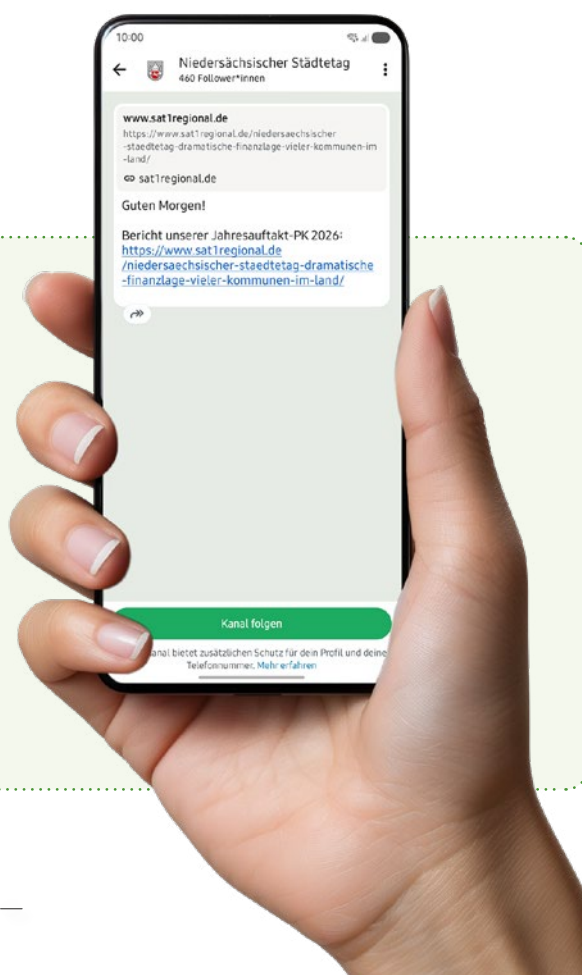 10:00
Niedersächsischer Städtetag
460 Follower*innen
www.sat1regional.de
https://www.sat1regional.de/niedersaechsischer
-staedtetag-dramatische-finanzlage-vieler-kommunen-im
-land/
sat1regional.de
Guten Morgen!
Bericht unserer Jahresauftakt-PK 2026:
https://www.sat1regional.de
/niedersaechsischer-staedtetag-dramatische
-finanzlage-vieler-kommunen-im-land/
Kanal folgen
bietet zusätzlichen Schutz für dein Profil und deine
Telefonnummer. Mehr erfahren